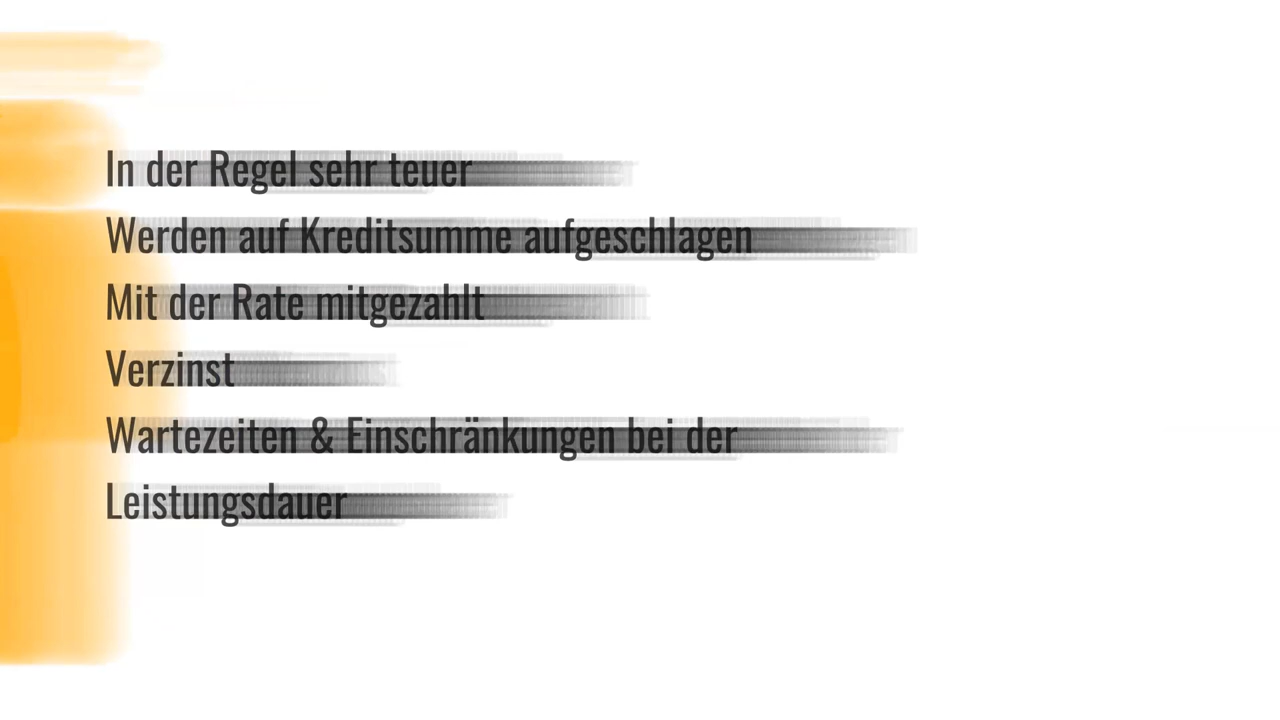 In der Regel sehr teuer
Werden auf Kreditsumme aufgeschlagen
Mit der Rate mitgezahlt
Verzinst
Wartezeiten & Einschränkungen bei der
Leistungsdauer